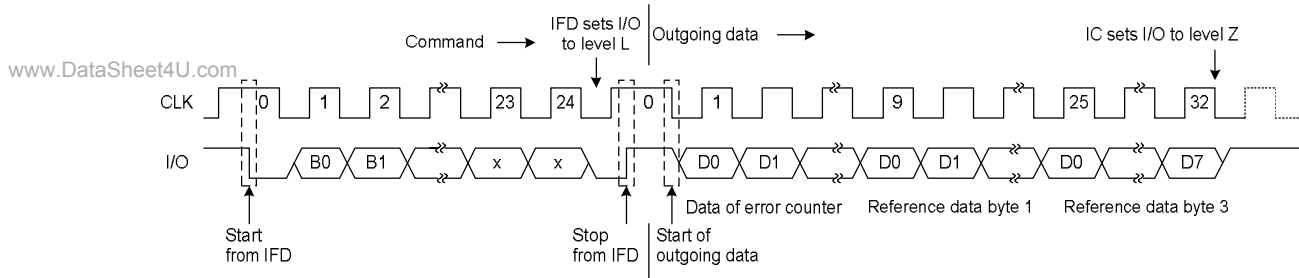 IFD sets I/O
to level L
Command
Outgoing data
IC sets I/O to level Z
www.DataSheet4U.com
CLK
0
1
2
23
24
0
1
9
25
32
I/O
B0
B1
x
x
D0
D1
D0
D1
D0
D7
Data of error counter
Reference data byte 1
Reference data byte 3
Start
from IFD
Stop
from IFD
Start of
outgoing data